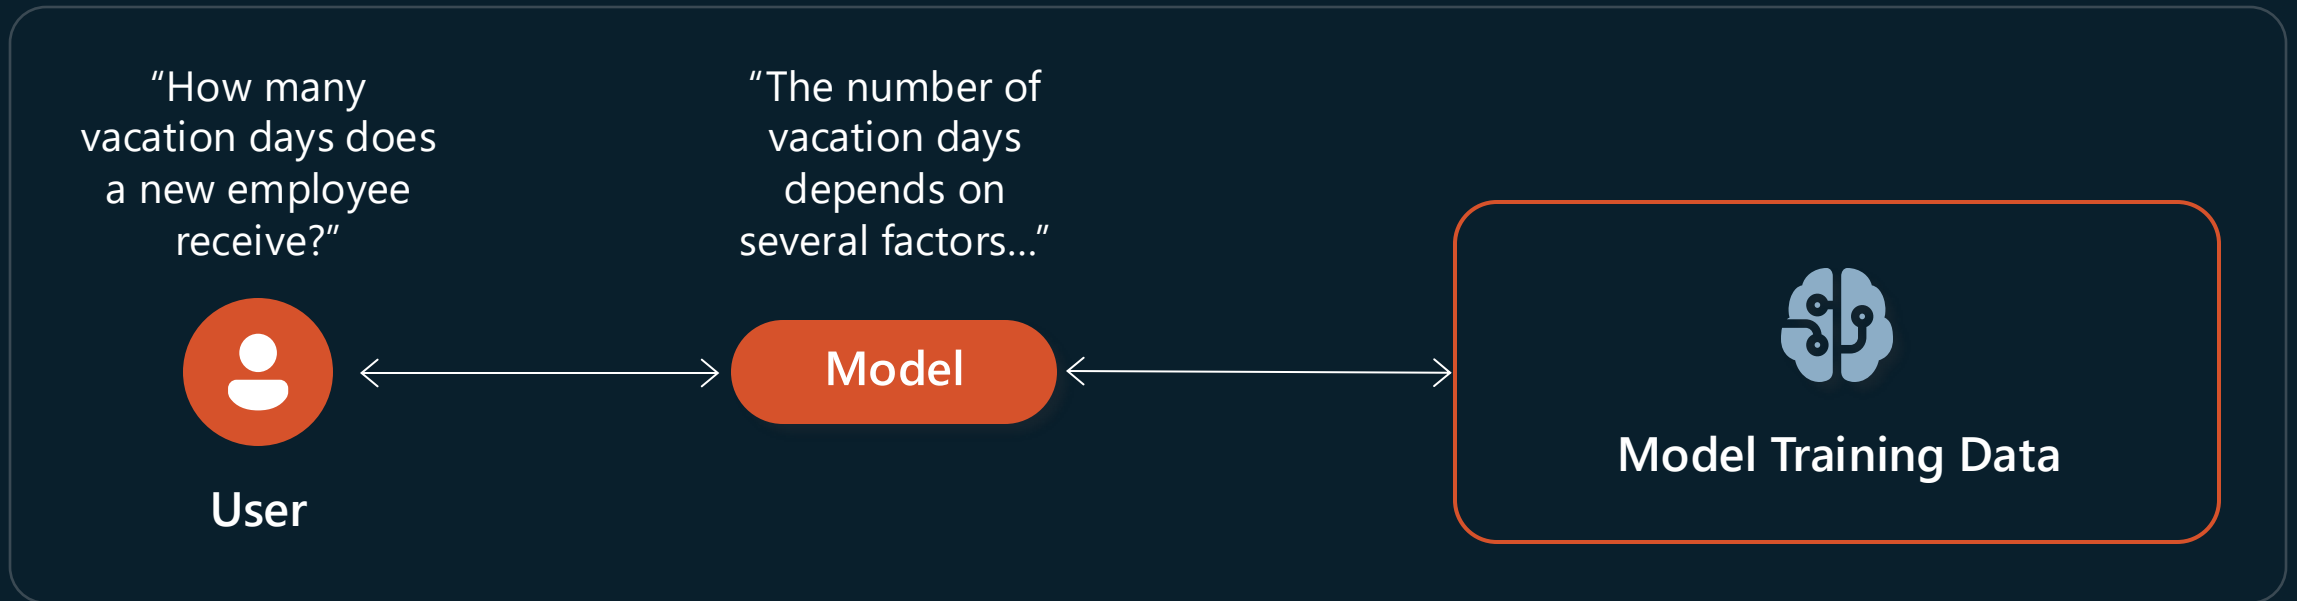 “How many
vacation days does
a new employee
receive?”
“The number of
vacation days
depends on
several factors...”
Model
Model Training Data
User